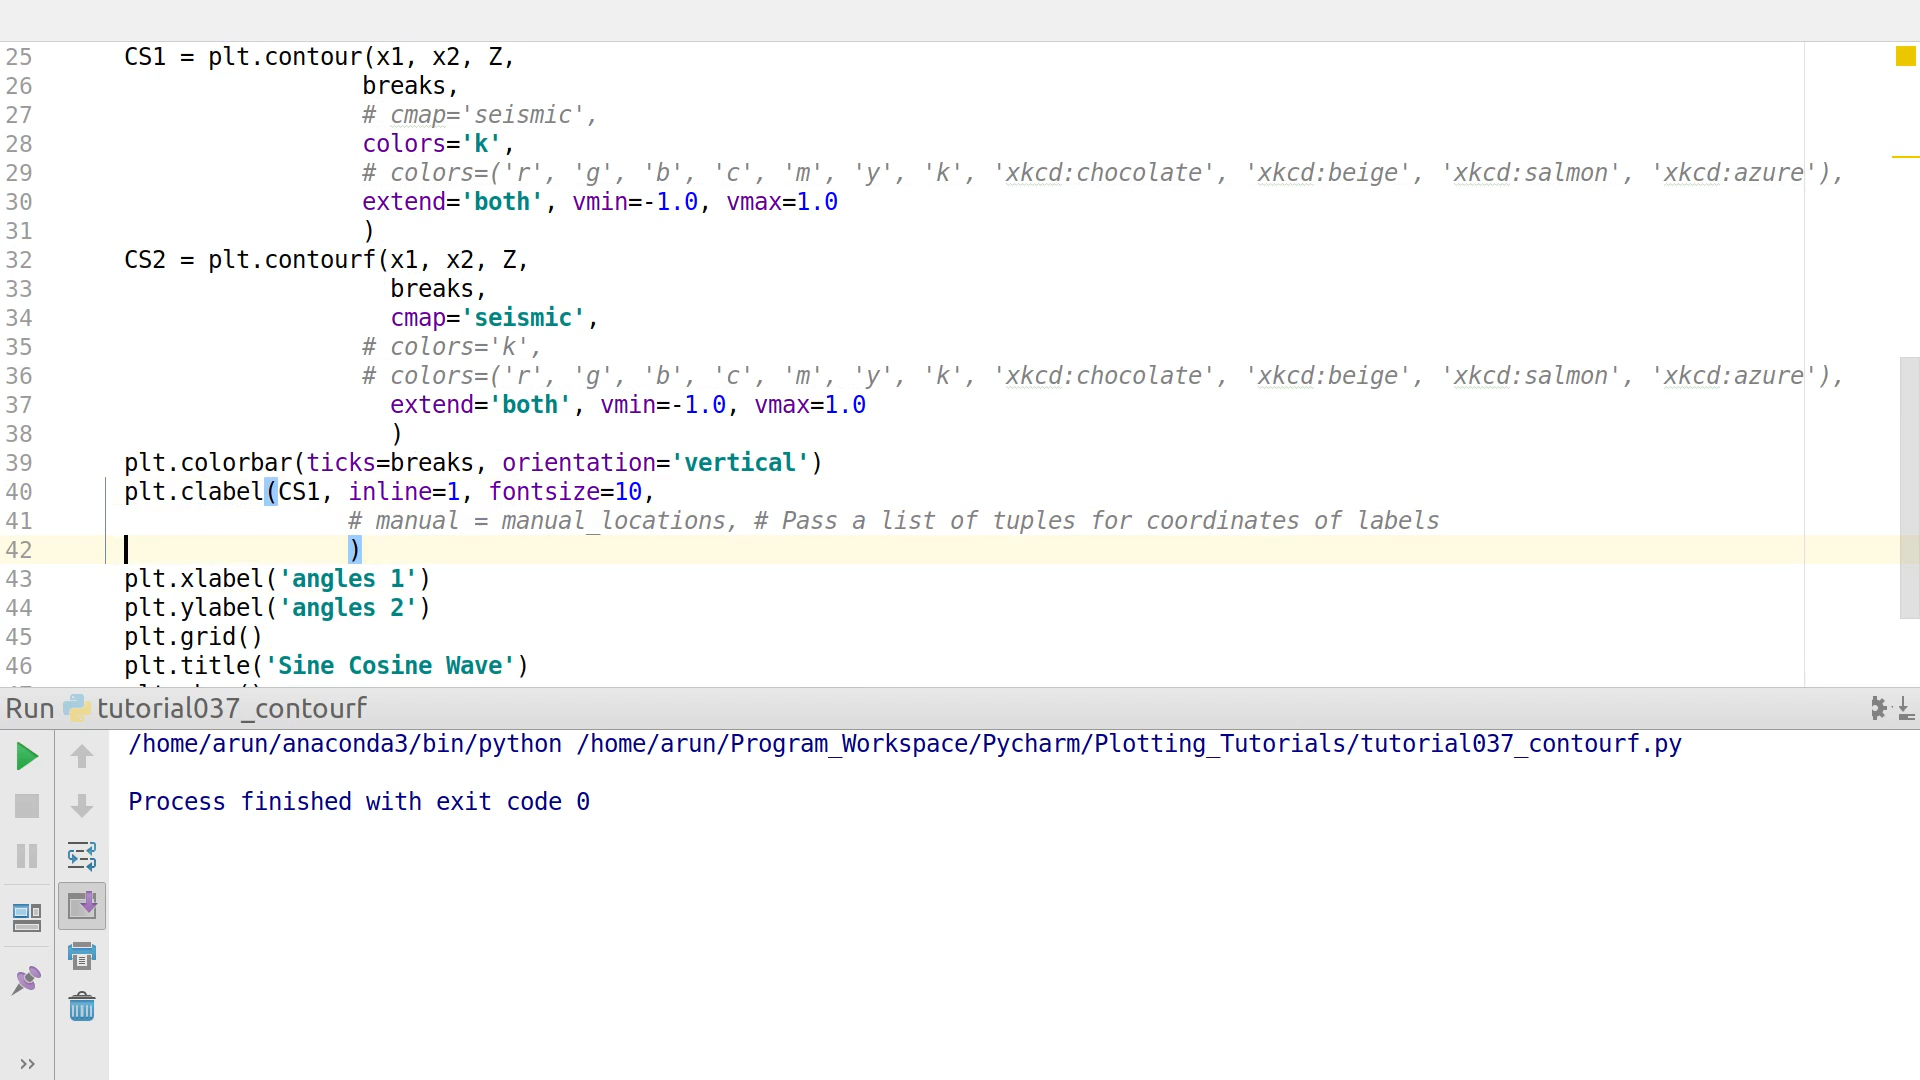 25 CS1 = plt.contour(x1, x2, Z,
26 breaks,
27 # cmap='seismic',
28 colors='k',
29 # colors=('r', 'g', 'b', 'c', 'm', 'y', 'k', 'xkcd:chocolate', 'xkcd:beige', 'xkcd:salmon', 'xkcd:azure'),
30 extend='both', vmin=-1.0, vmax=1.0
31 )
32 CS2 = plt.contourf(x1, x2, Z,
33 breaks,
34 cmap='seismic',
35 # colors='k',
36 # colors=('r', 'g', 'b', 'c', 'm', 'y', 'k', 'xkcd:chocolate', 'xkcd:beige', 'xkcd:salmon', 'xkcd:azure'),
37 extend='both', vmin=-1.0, vmax=1.0
38 )
39 plt.colorbar(ticks=breaks, orientation='vertical')
40 plt.clabel(CS1, inline=1, fontsize=10,
41 # manual = manual_locations, # Pass a list of tuples for coordinates of labels
42 )
43 plt.xlabel('angles 1')
44 plt.ylabel('angles 2')
45 plt.grid()
46 plt.title('Sine Cosine Wave')
Run tutorial037_contourf
/home/arun/anaconda3/bin/python /home/arun/Program_Workspace/Pycharm/Plotting_Tutorials/tutorial037_contourf.py
Process finished with exit code 0